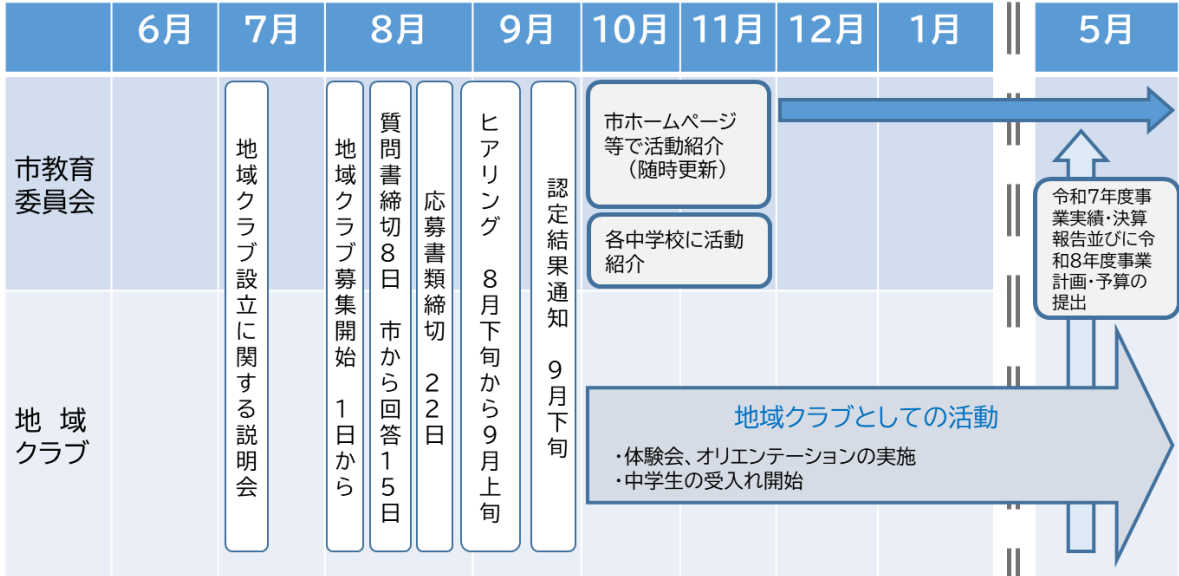 6月
7月
8月
9月
10月
11月
12月
1月
5月
市教育
委員会
地域クラブ設立に関する説明会
地域クラブ募集開始　1日から
質問書締切8日　市から回答15日
応募書類締切　22日
ヒアリング　8月下旬から9月上旬
認定結果通知　9月下旬
市ホームページ
等で活動紹介
（随時更新）
各中学校に活動
紹介
令和7年度事
業実績・決算
報告並びに令
和8年度事業
計画・予算の
提出
地　域
クラブ
地域クラブとしての活動
・体験会、オリエンテーションの実施
・中学生の受入れ開始